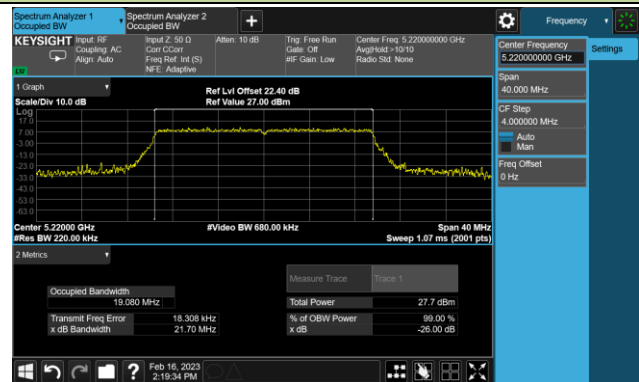 Spectrum Analyzer 1
Occupied BW
Spectrum Analyzer 2
Occupied BW
Frequency
KEYSIGHT
Input: RF
Coupling: AC
Align: Auto
Input Z: 50 Ω
Corr CCorr
Freq Ref: Int (S)
NFE: Adaptive
Atten: 10 dB
Trig: Free Run
Gate: Off
#IF Gain: Low
Center Freq: 5.220000000 GHz
Avg|Hold:>10/10
Radio Std: None
Center Frequency
5.220000000 GHz
Settings
Span
40.000 MHz
CF Step
4.000000 MHz
Auto
Man
Freq Offset
0 Hz
1 Graph
Scale/Div 10.0 dB
Ref Lvl Offset 22.40 dB
Ref Value 27.00 dBm
Log
17.0
7.00
-3.00
-13.0
-23.0
-33.0
-43.0
-53.0
-63.0
Center 5.22000 GHz
#Res BW 220.00 kHz
#Video BW 680.00 kHz
Span 40 MHz
Sweep 1.07 ms (2001 pts)
2 Metrics
Measure Trace
Trace 1
Occupied Bandwidth
19.080 MHz
Total Power
27.7 dBm
Transmit Freq Error
18.308 kHz
% of OBW Power
99.00 %
x dB Bandwidth
21.70 MHz
x dB
-26.00 dB
?
Feb 16, 2023
2:19:34 PM